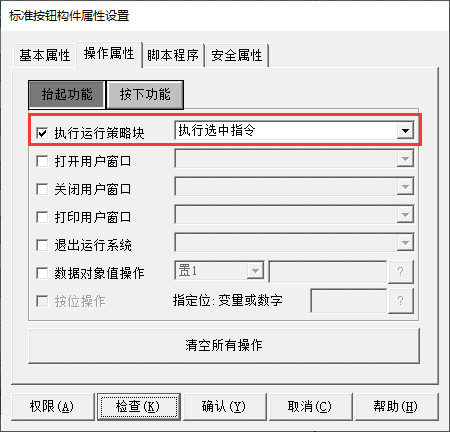 标准按钮构件属性设置
基本属性 操作属性 脚本程序 安全属性
抬起功能 按下功能
执行运行策略块 执行选中指令
打开用户窗口
关闭用户窗口
打印用户窗口
退出运行系统
数据对象值操作 置1 ?
按位操作 指定位:变量或数字 ?
清空所有操作
权限(A) 检查(K) 确认(Y) 取消(C) 帮助(H)